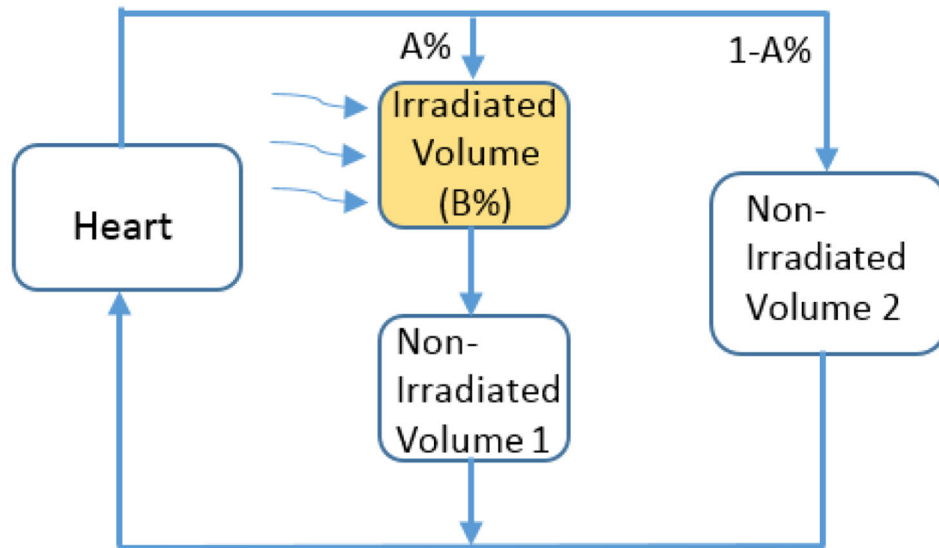 A%
1-A%
Irradiated
Volume
(B%)
Heart
Non-
Irradiated
Volume 2
Non-
Irradiated
Volume 1